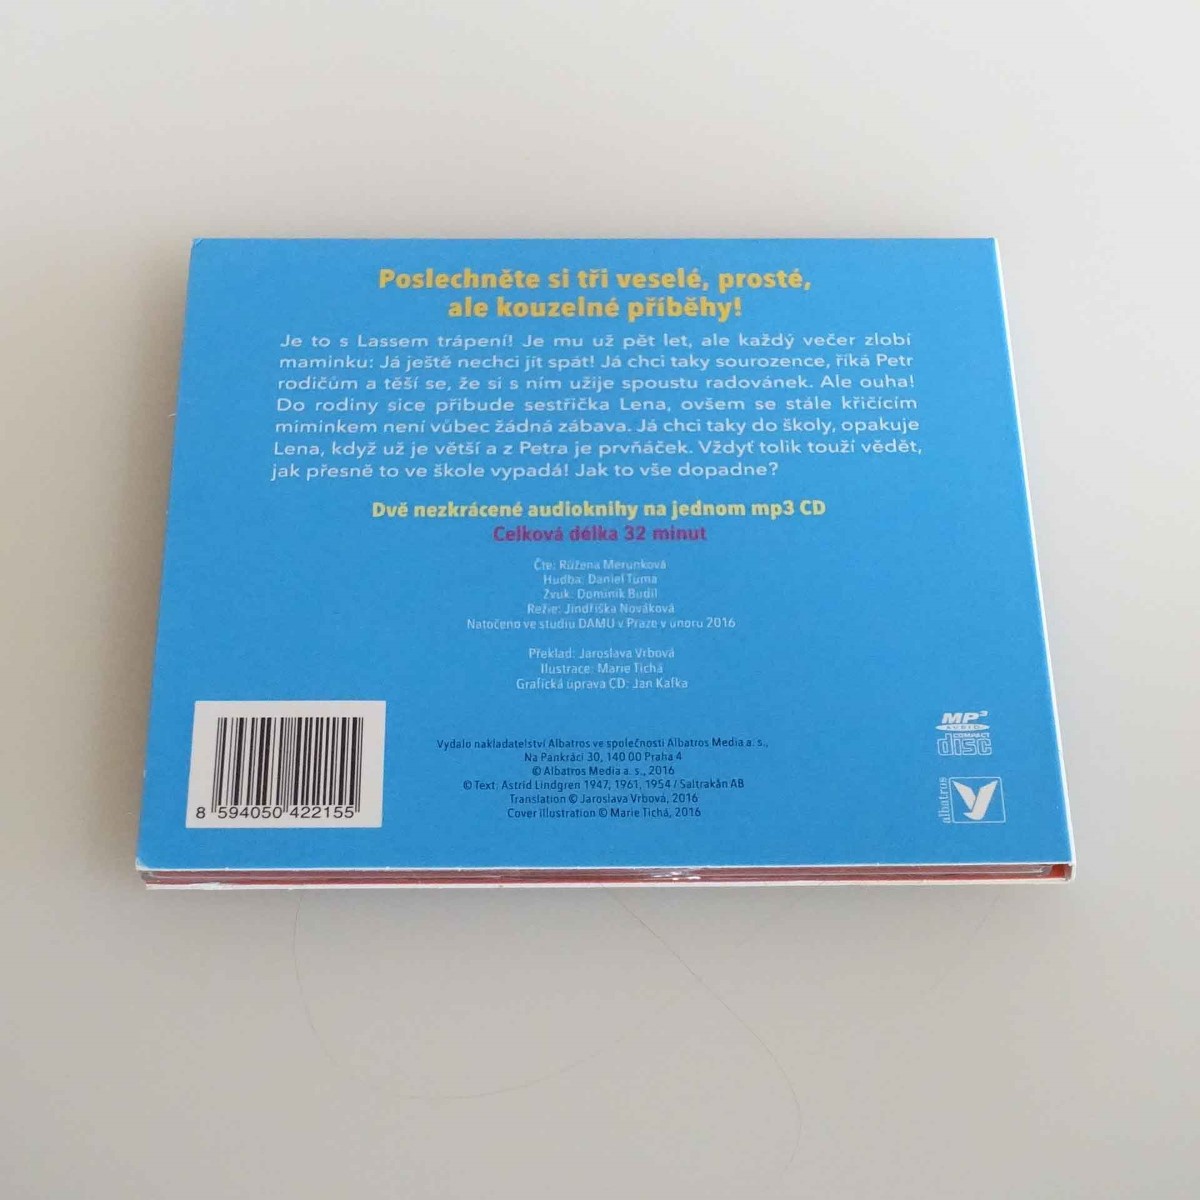 Poslechněte si tři veselé, prosté,
ale kouzelné příběhy!
Je to s Lassem trápení! Je mu už pět let, ale každý večer zlobí
maminku: Já ještě nechci jít spát! Já chci taky sourozence, říká Petr
rodičům a těší se, že si s ním užije spoustu radovánek. Ale ouha!
Do rodiny sice přibude sestřička Lena, ovšem se stále křičícím
miminkem není vůbec žádná zábava. Já chci taky do školy, opakuje
Lena, když už je větší a z Petra je prvňáček. Vždyť tolik touží vědět,
jak přesně to ve škole vypadá! Jak to vše dopadne?
Dvě nezkrácené audioknihy na jednom mp3 CD
Celková délka 32 minut
Čte: Růžena Merunková
Hudba: Daniel Tůma
Zvuk: Dominik Budil
Režie: Jindřiška Nováková
Natočeno ve studiu DAMU v Praze v únoru 2016
Překlad: Jaroslava Vrbová
Ilustrace: Marie Tichá
Grafická úprava CD: Jan Kafka
Vydalo nakladatelství Albatros ve společnosti Albatros Media a. s.,
Na Pankráci 30, 140 00 Praha 4
© Albatros Media a. s., 2016
© Text: Astrid Lindgren 1947, 1961, 1954 / Saltrakån AB
Translation © Jaroslava Vrbová, 2016
Cover illustration © Marie Tichá, 2016
8 594050 422155
MP3
AUDIO
COMPACT
disc
albatros